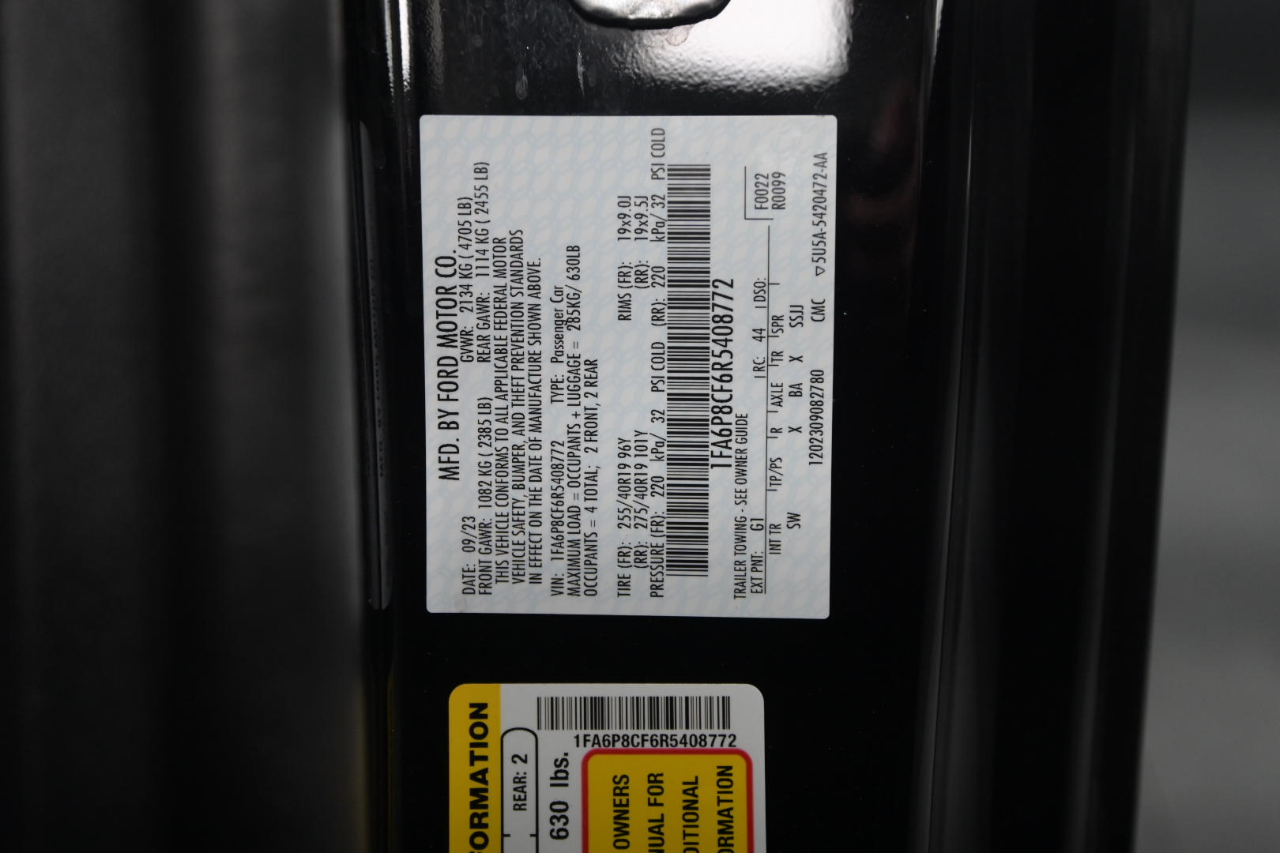 MFD. BY FORD MOTOR CO.
DATE: 09/23 GVWR: 2134 KG ( 4705 LB)
FRONT GAWR: 1082 KG ( 2385 LB) REAR GAWR: 1114 KG ( 2455 LB)
THIS VEHICLE CONFORMS TO ALL APPLICABLE FEDERAL MOTOR
VEHICLE SAFETY, BUMPER, AND THEFT PREVENTION STANDARDS
IN EFFECT ON THE DATE OF MANUFACTURE SHOWN ABOVE.
VIN: 1FA6P8CF6R5408772 TYPE: Passenger Car
MAXIMUM LOAD = OCCUPANTS + LUGGAGE = 285KG/ 630LB
OCCUPANTS = 4 TOTAL; 2 FRONT, 2 REAR
TIRE (FR): 255/40R19 96Y RIMS (FR): 19x9.0J
(RR): 275/40R19 101Y (RR): 19x9.5J
PRESSURE (FR): 220 kPa/ 32 PSI COLD (RR): 220 kPa/ 32 PSI COLD
1FA6P8CF6R5408772
TRAILER TOWING - SEE OWNER GUIDE
EXT PNT: G1 RC: 44 DSO: F0022
R0099
INT TR TP/PS R AXLE TR SPR
SW X BA X SSJJ
1202309082780 CMC ▽5U5A-5420472-AA
ORMATION
REAR: 2
630 lbs.
1FA6P8CF6R5408772
OWNERS
NUAL FOR
DITIONAL
ORMATION